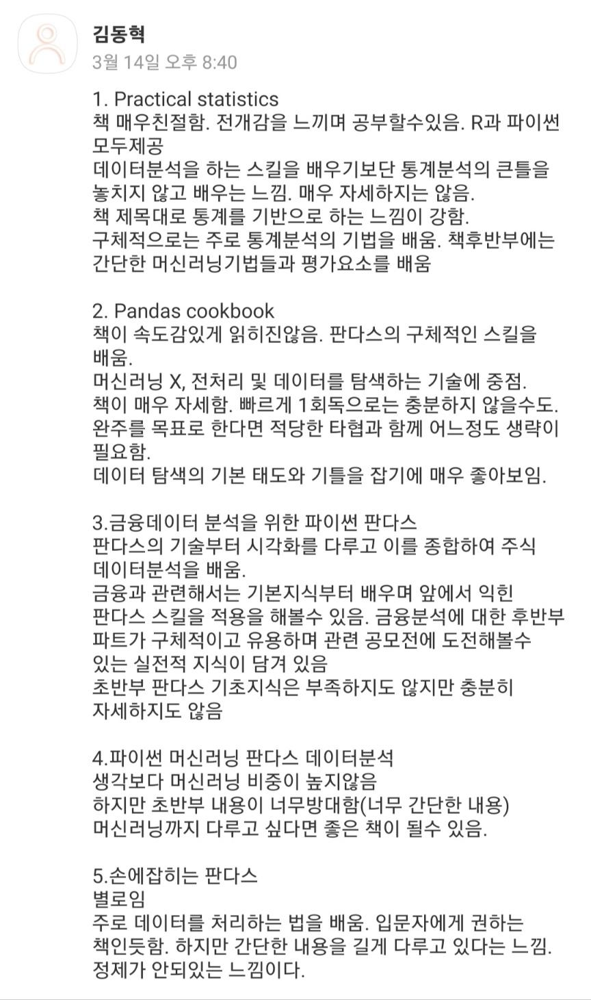 김동혁
3월 14일 오후 8:40
1. Practical statistics
책 매우친절함. 전개감을 느끼며 공부할수있음. R과 파이썬
모두제공
데이터분석을 하는 스킬을 배우기보단 통계분석의 큰틀을
놓치지 않고 배우는 느낌. 매우 자세하지는 않음.
책 제목대로 통계를 기반으로 하는 느낌이 강함.
구체적으로는 주로 통계분석의 기법을 배움. 책후반부에는
간단한 머신러닝기법들과 평가요소를 배움
2. Pandas cookbook
책이 속도감있게 읽히진않음. 판다스의 구체적인 스킬을
배움.
머신러닝 X, 전처리 및 데이터를 탐색하는 기술에 중점.
책이 매우 자세함. 빠르게 1회독으로는 충분하지 않을수도.
완주를 목표로 한다면 적당한 타협과 함께 어느정도 생략이
필요함.
데이터 탐색의 기본 태도와 기틀을 잡기에 매우 좋아보임.
3.금융데이터 분석을 위한 파이썬 판다스
판다스의 기술부터 시각화를 다루고 이를 종합하여 주식
데이터분석을 배움.
금융과 관련해서는 기본지식부터 배우며 앞에서 익힌
판다스 스킬을 적용을 해볼수 있음. 금융분석에 대한 후반부
파트가 구체적이고 유용하며 관련 공모전에 도전해볼수
있는 실전적 지식이 담겨 있음
초반부 판다스 기초지식은 부족하지도 않지만 충분히
자세하지도 않음
4.파이썬 머신러닝 판다스 데이터분석
생각보다 머신러닝 비중이 높지않음
하지만 초반부 내용이 너무방대함(너무 간단한 내용)
머신러닝까지 다루고 싶다면 좋은 책이 될수 있음.
5.손에잡히는 판다스
별로임
주로 데이터를 처리하는 법을 배움. 입문자에게 권하는
책인듯함. 하지만 간단한 내용을 길게 다루고 있다는 느낌.
정제가 안되있는 느낌이다.